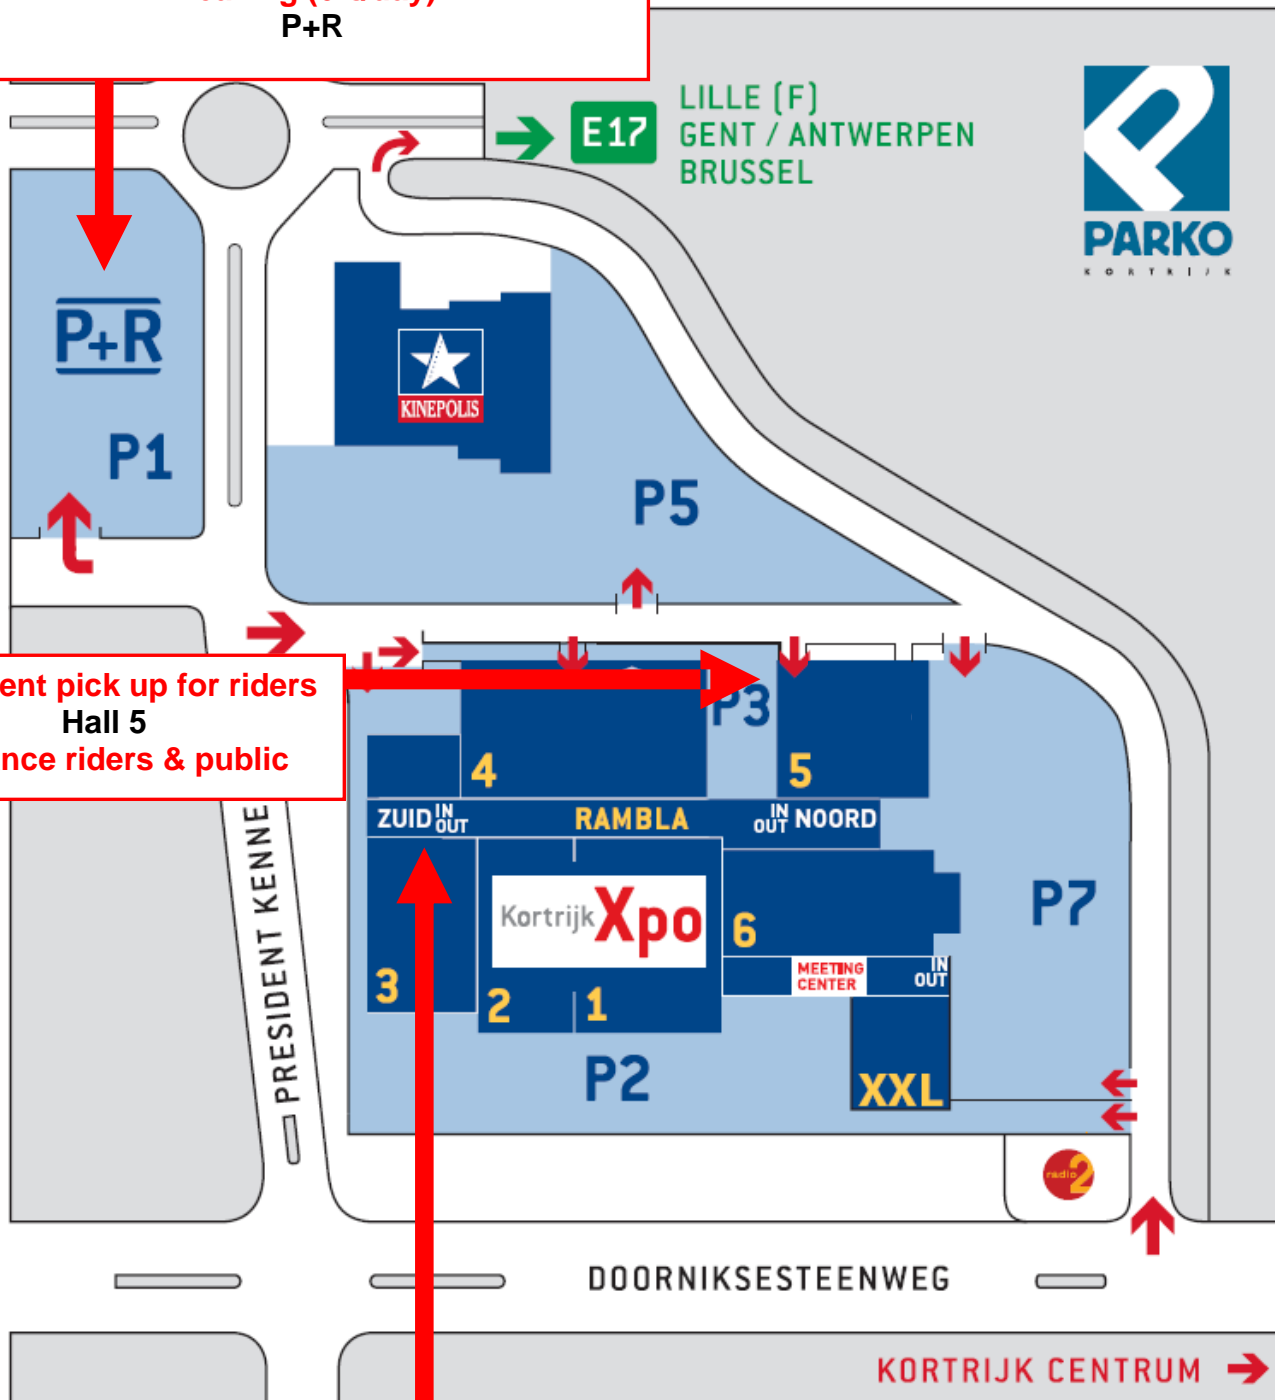 P+R
LILLE (F)
E17
GENT / ANTWERPEN
BRUSSEL
PARKO
KORTRIJK
P+R
KINEPOLIS
P1
P5
ent pick up for riders
Hall 5
nce riders & public
P3
4
5
ZUID IN OUT
RAMBLA
IN OUT NOORD
PRESIDENT KENNE
Kortrijk Xpo
6
P7
MEETING CENTER
IN OUT
3
2
1
P2
XXL
radio 2
DOORNIKSESTEENWEG
KORTRIJK CENTRUM